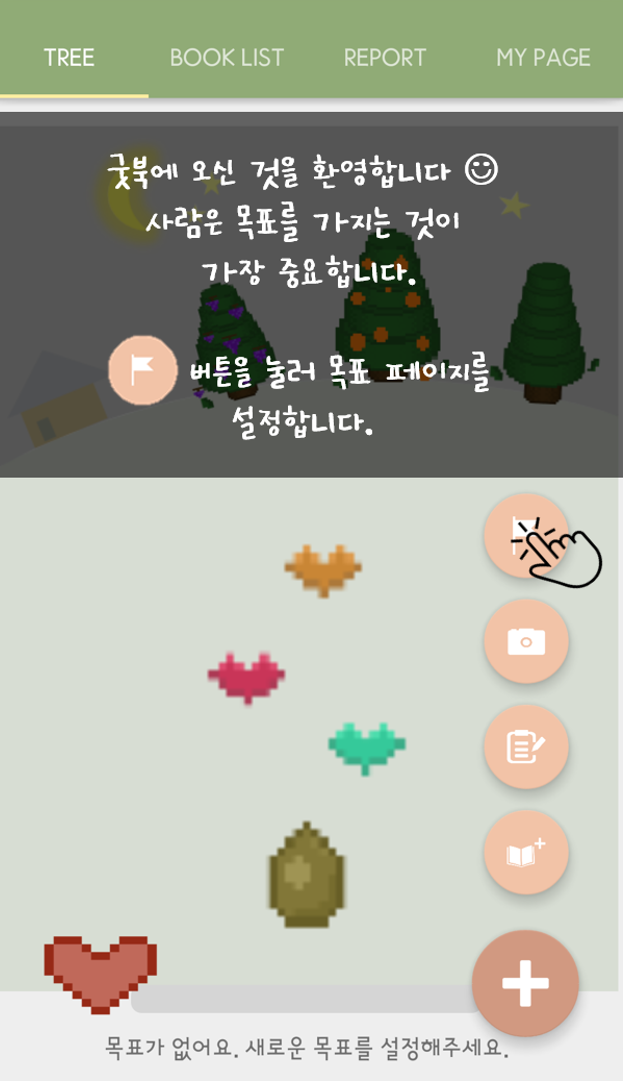 TREE BOOK LIST REPORT MY PAGE
굿북에 오신 것을 환영합니다
사람은 목표를 가지는 것이
가장 중요합니다.
버튼을 눌러 목표 페이지를
설정합니다.
목표가 없어요. 새로운 목표를 설정해주세요.